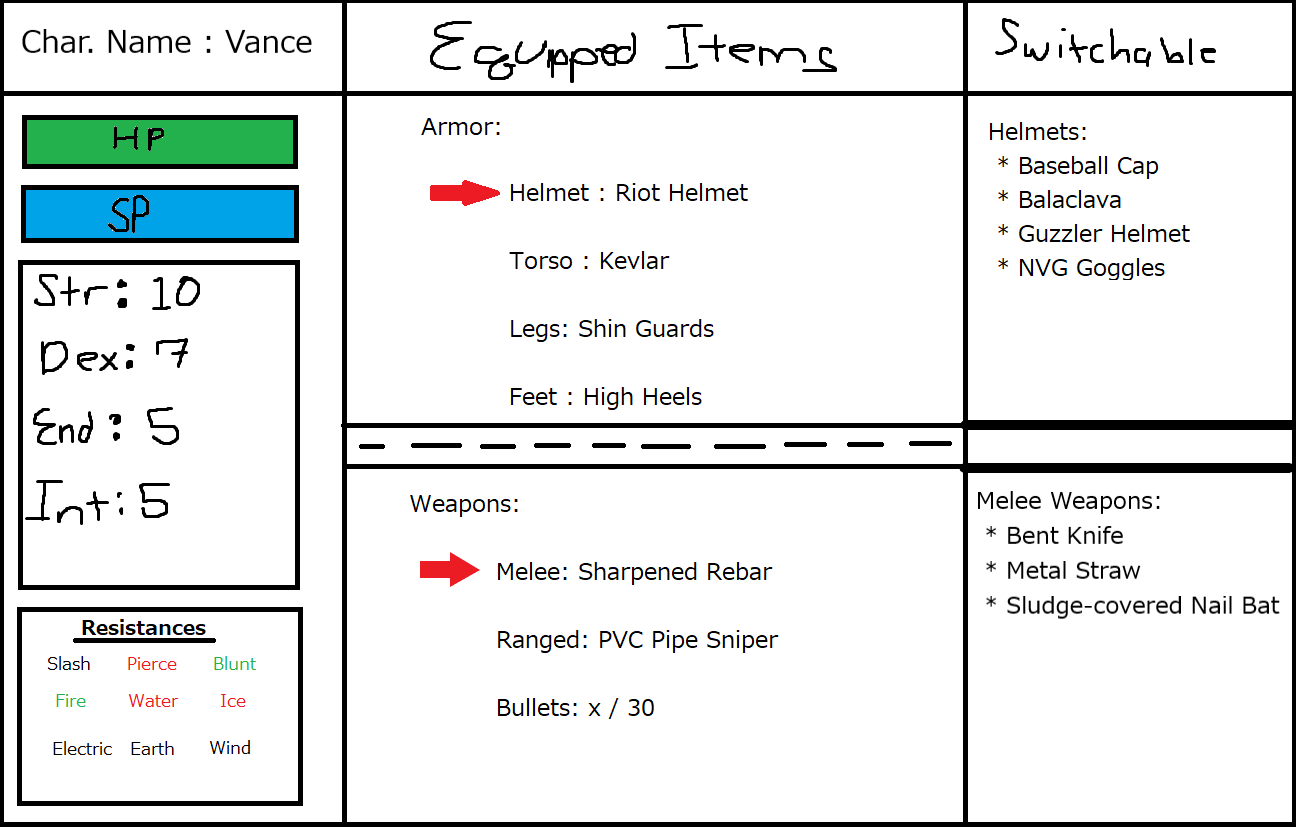 Char. Name : Vance
HP
SP
Str: 10
Dex: 7
End: 5
Int: 5
Resistances
Slash Pierce Blunt
Fire Water Ice
Electric Earth Wind
Equpped Items
Armor:
Helmet : Riot Helmet
Torso : Kevlar
Legs: Shin Guards
Feet : High Heels
Weapons:
Melee: Sharpened Rebar
Ranged: PVC Pipe Sniper
Bullets: x / 30
Switchable
Helmets:
* Baseball Cap
* Balaclava
* Guzzler Helmet
* NVG Goggles
Melee Weapons:
* Bent Knife
* Metal Straw
* Sludge-covered Nail Bat